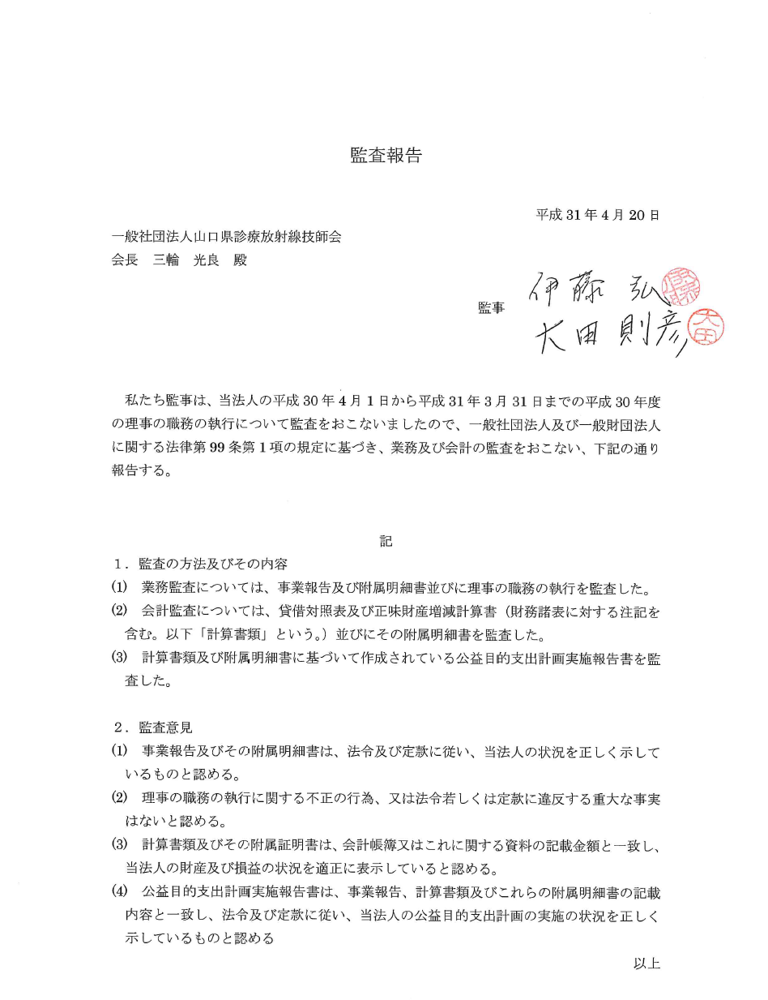 監査報告
平成 31 年 4 月 20 日
一般社団法人山口県診療放射線技師会
会長　三輪　光良　殿
監事
伊藤 弘
大田 則彦
大田
私たち監事は、当法人の平成 30 年 4 月 1 日から平成 31 年 3 月 31 日までの平成 30 年度
の理事の職務の執行について監査をおこないましたので、一般社団法人及び一般財団法人
に関する法律第 99 条第 1 項の規定に基づき、業務及び会計の監査をおこない、下記の通り
報告する。
記
１．監査の方法及びその内容
(1)　業務監査については、事業報告及び附属明細書並びに理事の職務の執行を監査した。
(2)　会計監査については、貸借対照表及び正味財産増減計算書（財務諸表に対する注記を
含む。以下「計算書類」という。）並びにその附属明細書を監査した。
(3)　計算書類及び附属明細書に基づいて作成されている公益目的支出計画実施報告書を監
査した。
２．監査意見
(1)　事業報告及びその附属明細書は、法令及び定款に従い、当法人の状況を正しく示して
いるものと認める。
(2)　理事の職務の執行に関する不正の行為、又は法令若しくは定款に違反する重大な事実
はないと認める。
(3)　計算書類及びその附属証明書は、会計帳簿又はこれに関する資料の記載金額と一致し、
当法人の財産及び損益の状況を適正に表示していると認める。
(4)　公益目的支出計画実施報告書は、事業報告、計算書類及びこれらの附属明細書の記載
内容と一致し、法令及び定款に従い、当法人の公益目的支出計画の実施の状況を正しく
示しているものと認める
以上